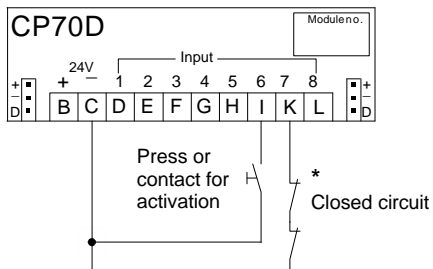 CP70D
Module no.
Input
24V
+ –
1 2 3 4 5 6 7 8
+
–
D
B C D E F G H I K L
+
–
D
Press or
contact for
activation
*
Closed circuit